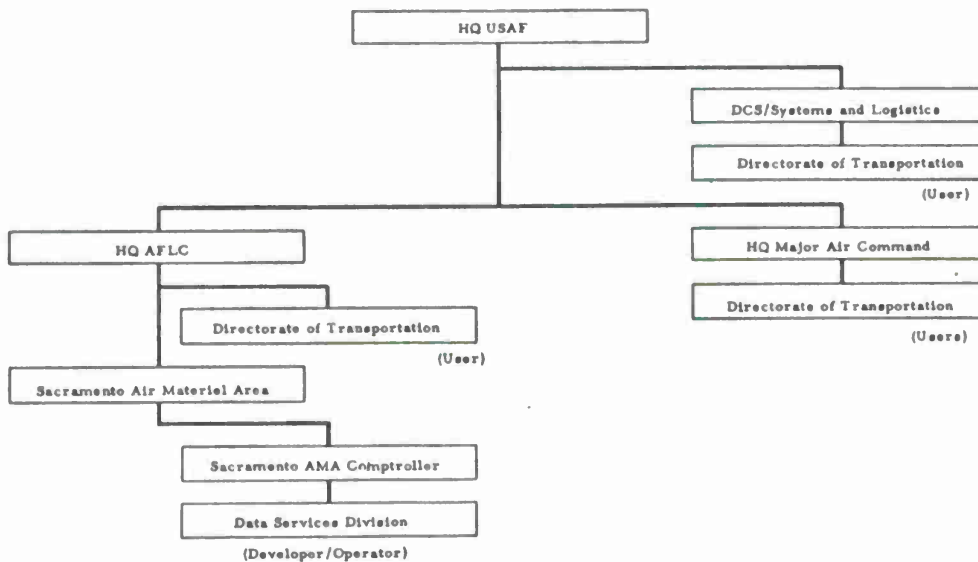 HQ USAF
DCS/Systems and Logistics
Directorate of Transportation
(User)
HQ AFLC
HQ Major Air Command
Directorate of Transportation
(User)
Directorate of Transportation
(Users)
Sacramento Air Materiel Area
Sacramento AMA Comptroller
Data Services Division
(Developer/Operator)